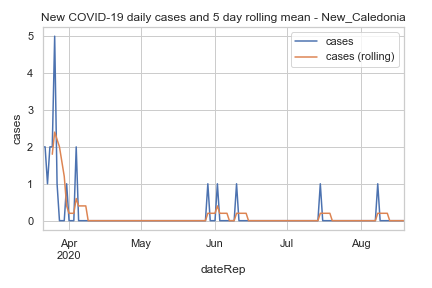 New COVID-19 daily cases and 5 day rolling mean - New_Caledonia
cases
cases (rolling)
5
4
3
2
1
0
cases
Apr
2020
May
Jun
Jul
Aug
dateRep